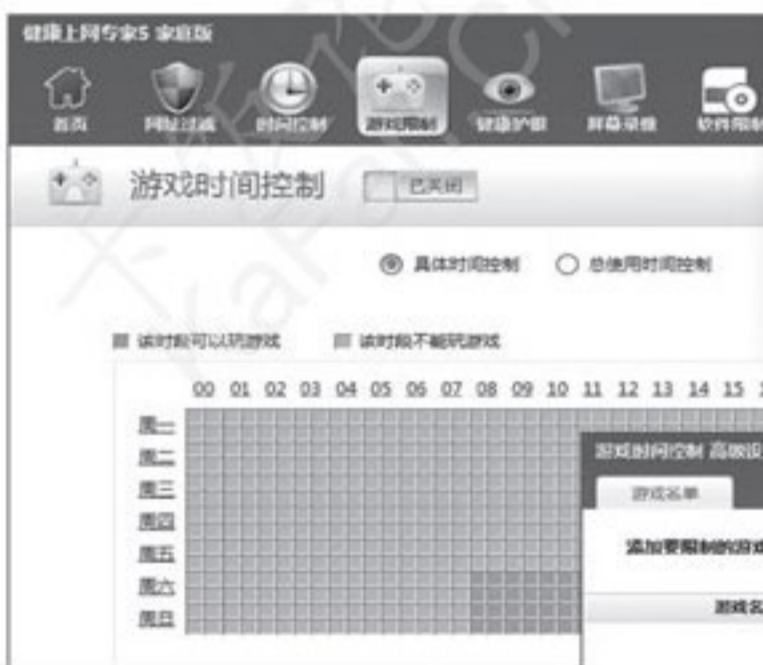 健康上网专家5 家庭版
首页 网址过滤 时间控制 游戏限制 健康护眼 屏幕录像 软件限制
游戏时间控制 已关闭
具体时间控制 总使用时间控制
该时段可以玩游戏 该时段不能玩游戏
00 01 02 03 04 05 06 07 08 09 10 11 12 13 14 15
周一
周二
周三
周四
周五
周六
周日
游戏时间控制 高级设
游戏名单
添加要限制的游戏
游戏名